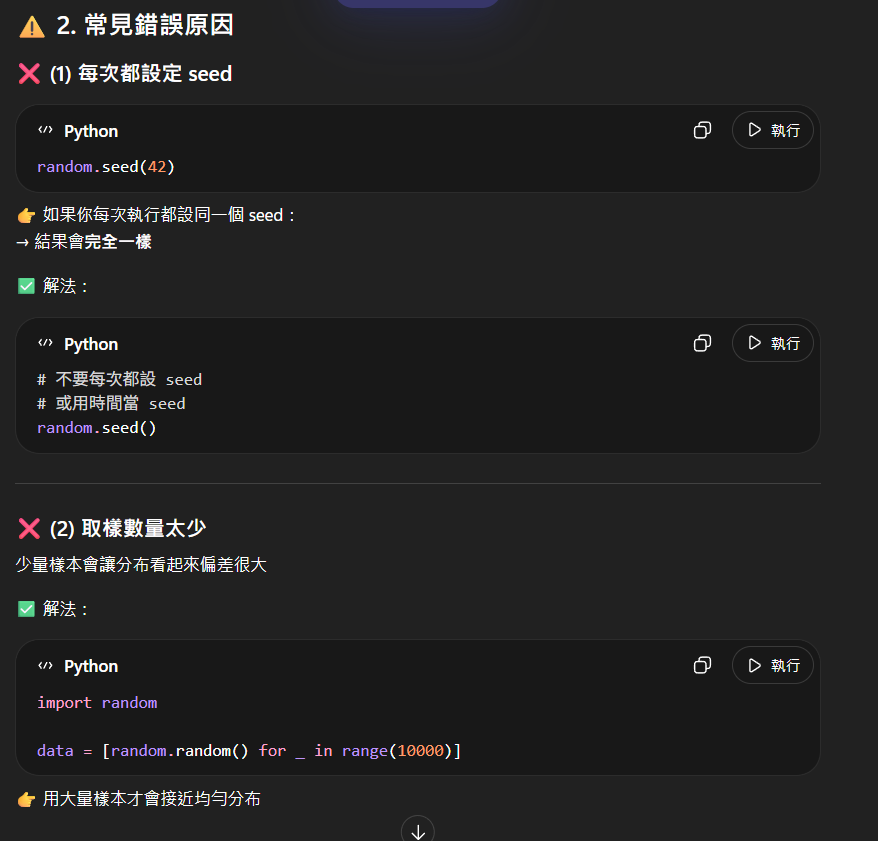 ⚠️ 2. 常見錯誤原因
❌ (1) 每次都設定 seed
Python
執行
random.seed(42)
👉 如果你每次執行都設同一個 seed：
→ 結果會完全一樣
✅ 解法：
Python
執行
# 不要每次都設 seed
# 或用時間當 seed
random.seed()
❌ (2) 取樣數量太少
少量樣本會讓分布看起來偏差很大
✅ 解法：
Python
執行
import random
data = [random.random() for _ in range(10000)]
👉 用大量樣本才會接近均勻分布